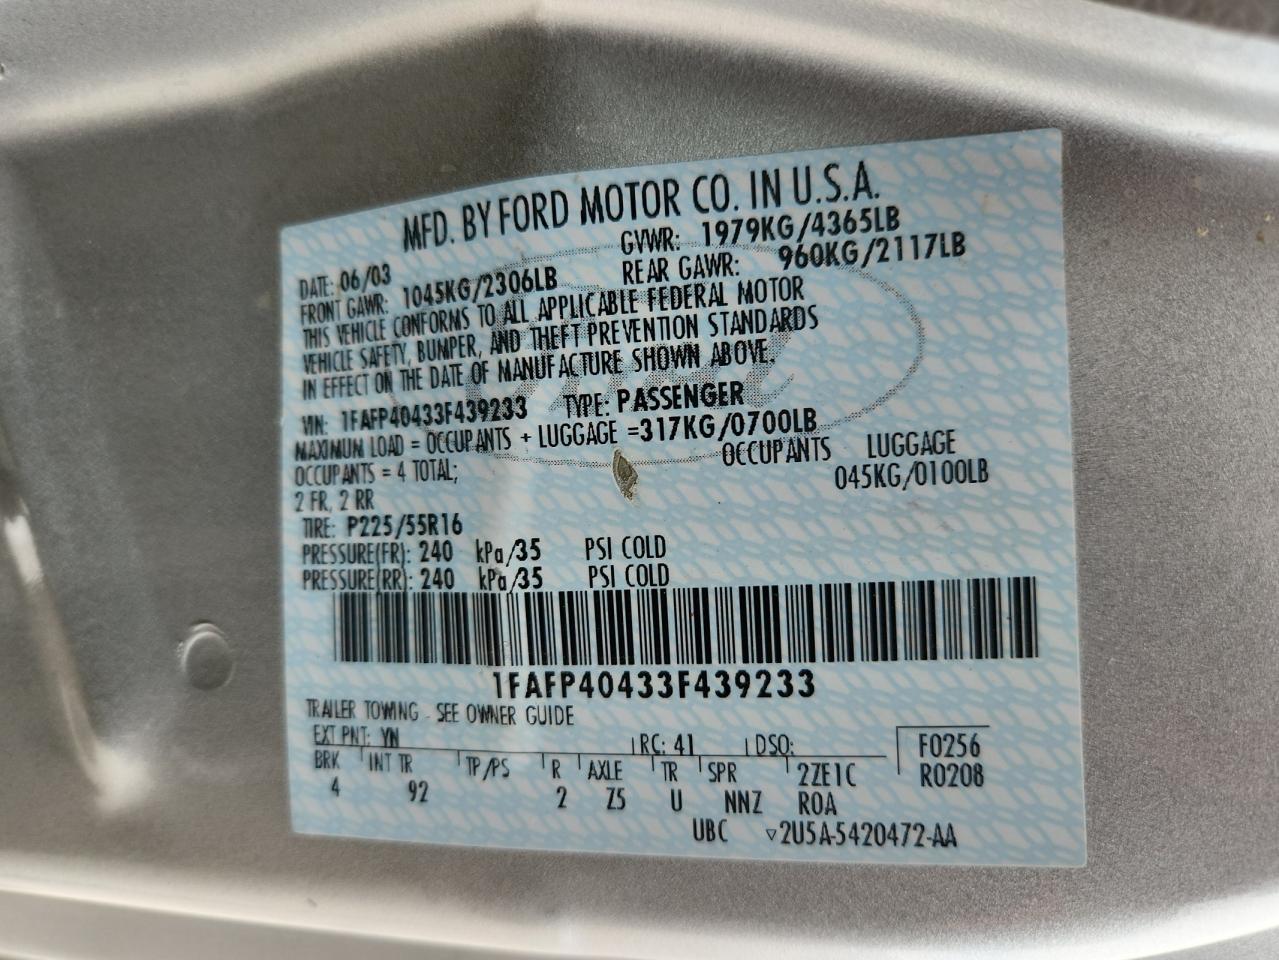 MFD. BY FORD MOTOR CO. IN U.S.A.
DATE: 06/03 GVWR: 1979KG/4365LB
FRONT GAWR: 1045KG/2306LB REAR GAWR: 960KG/2117LB
THIS VEHICLE CONFORMS TO ALL APPLICABLE FEDERAL MOTOR
VEHICLE SAFETY, BUMPER, AND THEFT PREVENTION STANDARDS
IN EFFECT ON THE DATE OF MANUFACTURE SHOWN ABOVE.
VIN: 1FAFP40433F439233 TYPE: PASSENGER
MAXIMUM LOAD = OCCUPANTS + LUGGAGE =317KG/0700LB
OCCUPANTS = 4 TOTAL; OCCUPANTS LUGGAGE
2 FR, 2 RR 045KG/0100LB
TIRE: P225/55R16
PRESSURE(FR): 240 kPa/35 PSI COLD
PRESSURE(RR): 240 kPa/35 PSI COLD
1FAFP40433F439233
TRAILER TOWING - SEE OWNER GUIDE
EXT PNT: YN RC: 41 DSO: F0256
BRK INT TR TP/PS R AXLE TR SPR 2ZE1C R0208
4 92 2 Z5 U NNZ ROA
UBC ▽2U5A-5420472-AA